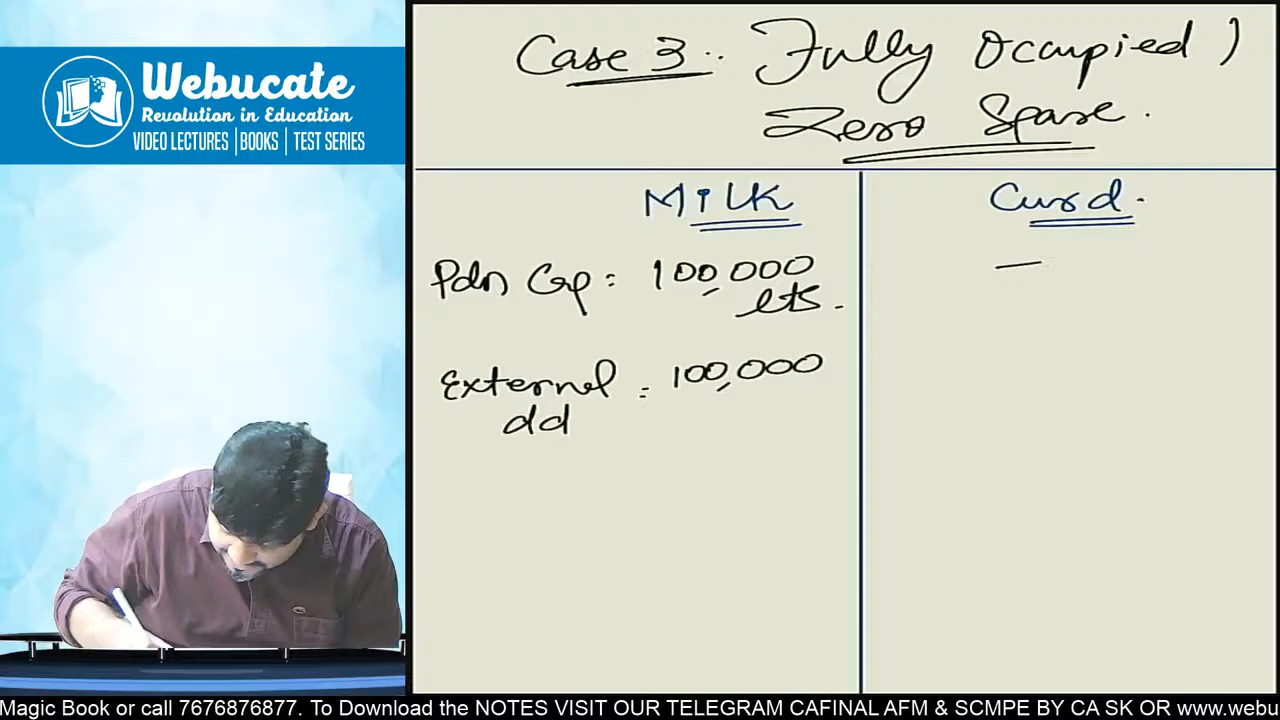 Webucate
Revolution in Education
VIDEO LECTURES | BOOKS | TEST SERIES
Case 3: Fully Occupied /
Zero Spare.
Milk
Curd.
Pdn Cap = 100,000
lts.
External = 100,000
dd
Magic Book or call 7676876877. To Download the NOTES VISIT OUR TELEGRAM CAFINAL AFM & SCMPE BY CA SK OR www.webu